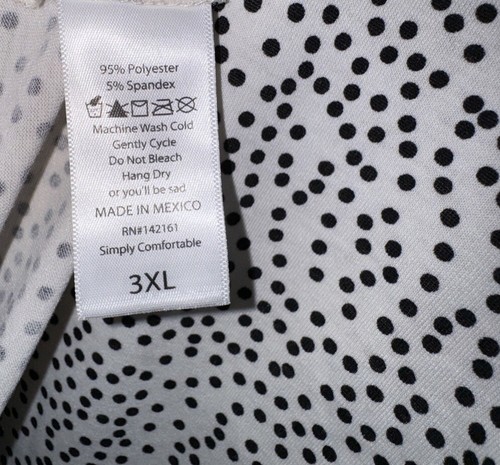 95% Polyester
5% Spandex
Machine Wash Cold
Gently Cycle
Do Not Bleach
Hang Dry
or you'll be sad
MADE IN MEXICO
RN#142161
Simply Comfortable
3XL